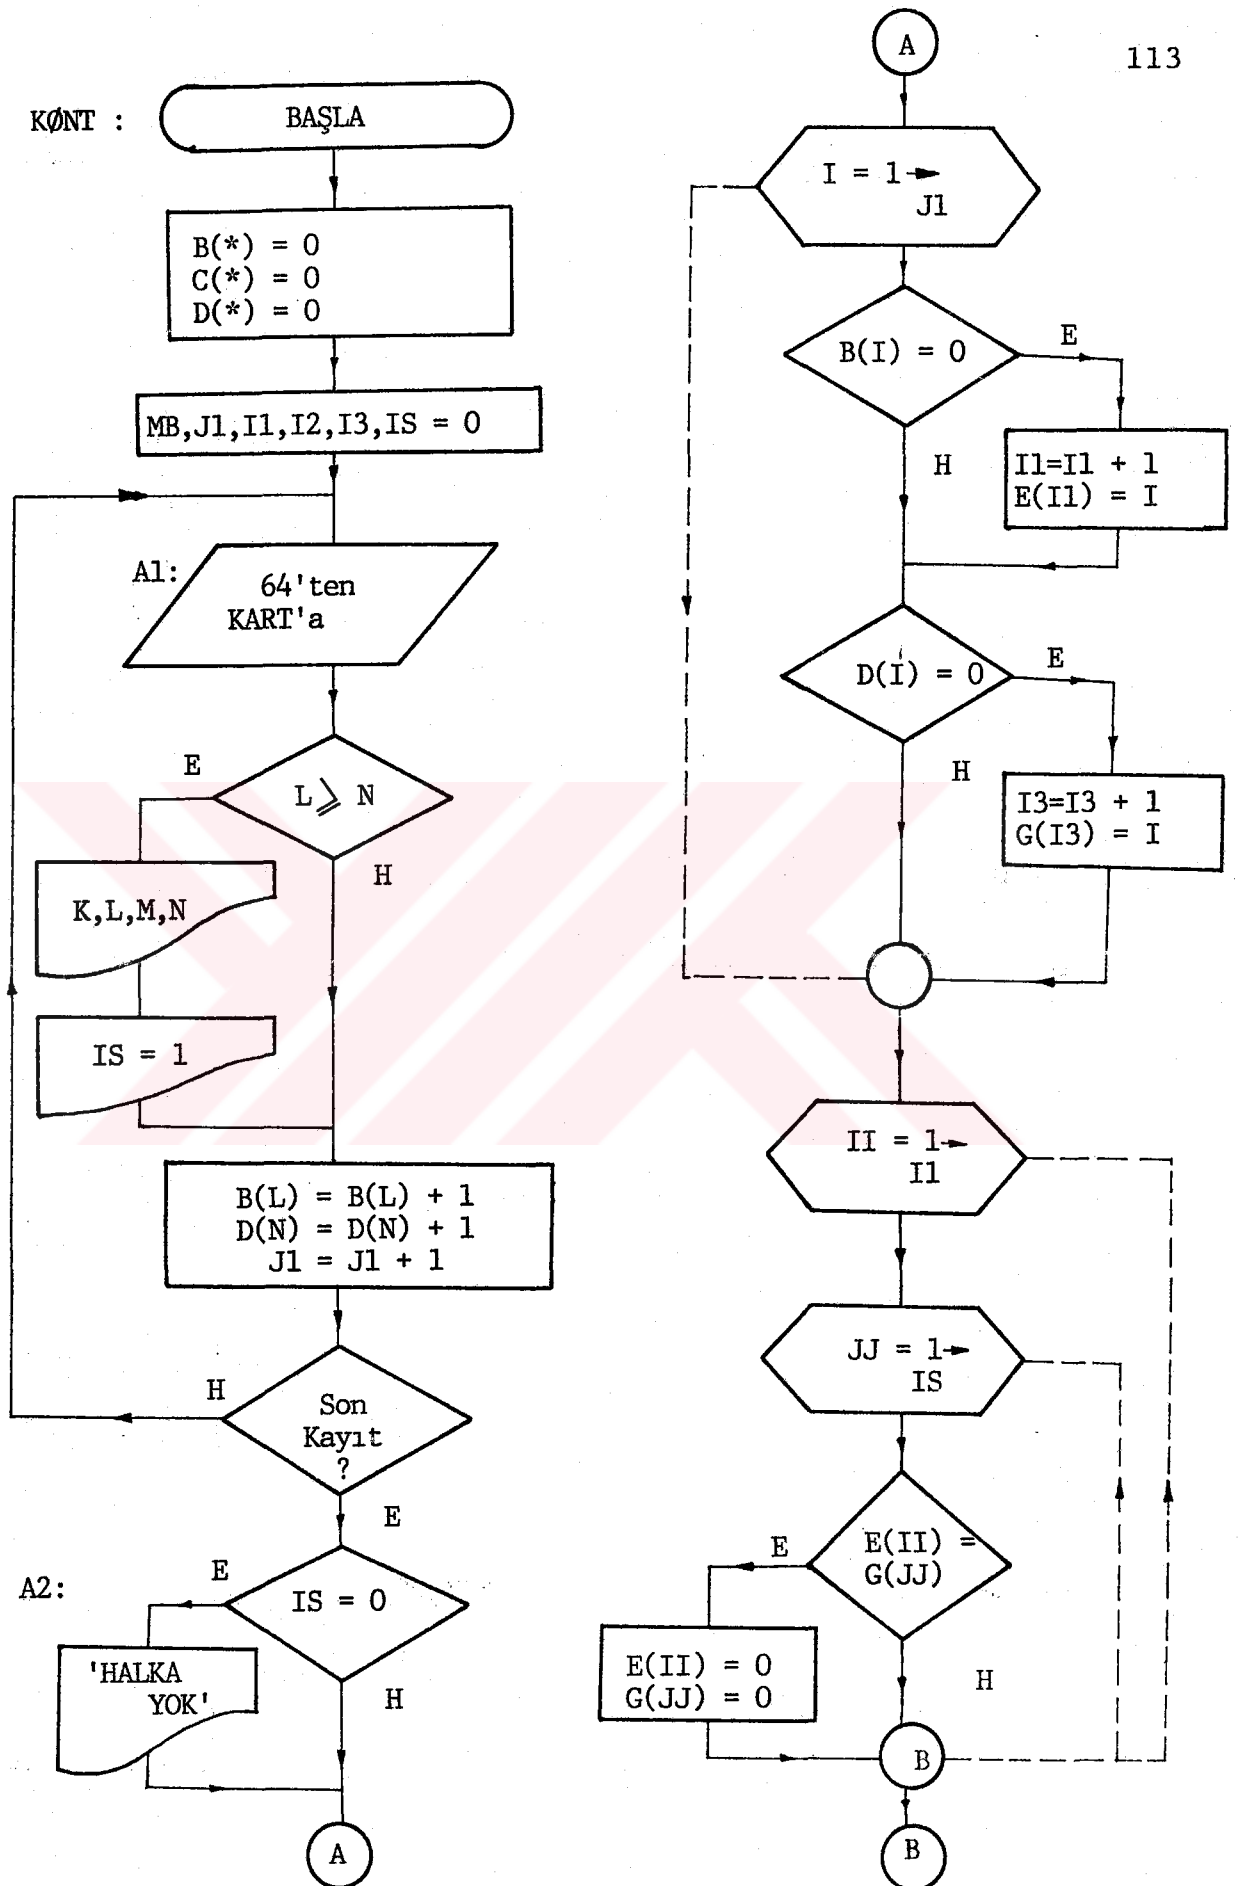 113
KØNT :
BAŞLA
B(*) = 0
C(*) = 0
D(*) = 0
MB,J1,I1,I2,I3,IS = 0
A1:
64'ten
KART'a
L ⩾ N
E
H
K,L,M,N
IS = 1
B(L) = B(L) + 1
D(N) = D(N) + 1
J1 = J1 + 1
Son
Kayıt
?
H
E
A2:
IS = 0
E
H
'HALKA
YOK'
A
A
I = 1→
J1
B(I) = 0
E
H
I1=I1 + 1
E(I1) = I
D(I) = 0
E
H
I3=I3 + 1
G(I3) = I
II = 1→
I1
JJ = 1→
IS
E(II) =
G(JJ)
E
H
E(II) = 0
G(JJ) = 0
B
B